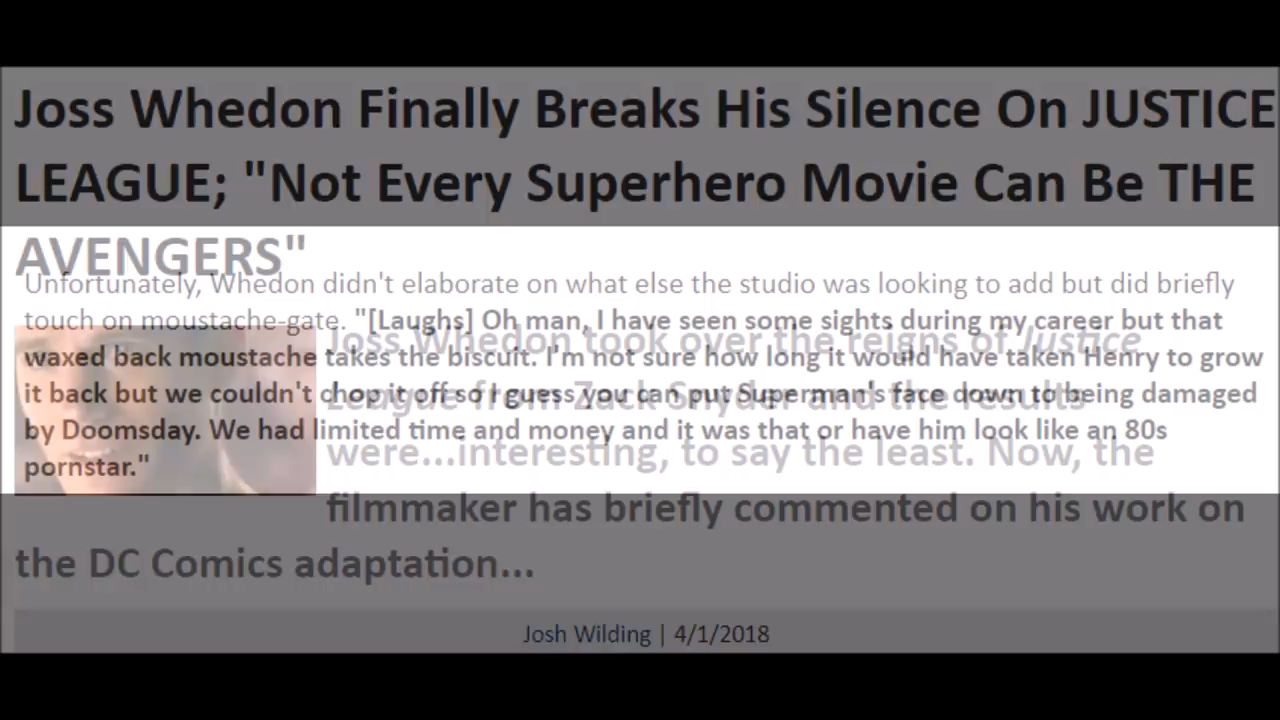 Joss Whedon Finally Breaks His Silence On JUSTICE
LEAGUE; "Not Every Superhero Movie Can Be THE
AVENGERS"
Unfortunately, Whedon didn't elaborate on what else the studio was looking to add but did briefly
touch on moustache-gate. "[Laughs] Oh man, I have seen some sights during my career but that
waxed back moustache takes the biscuit. I'm not sure how long it would have taken Henry to grow
it back but we couldn't chop it off so I guess you can put Superman's face down to being damaged
by Doomsday. We had limited time and money and it was that or have him look like an 80s
pornstar."
Joss Whedon took over the reigns of Justice
League from Zack Snyder and the results
were...interesting, to say the least. Now, the
filmmaker has briefly commented on his work on
the DC Comics adaptation...
Josh Wilding | 4/1/2018